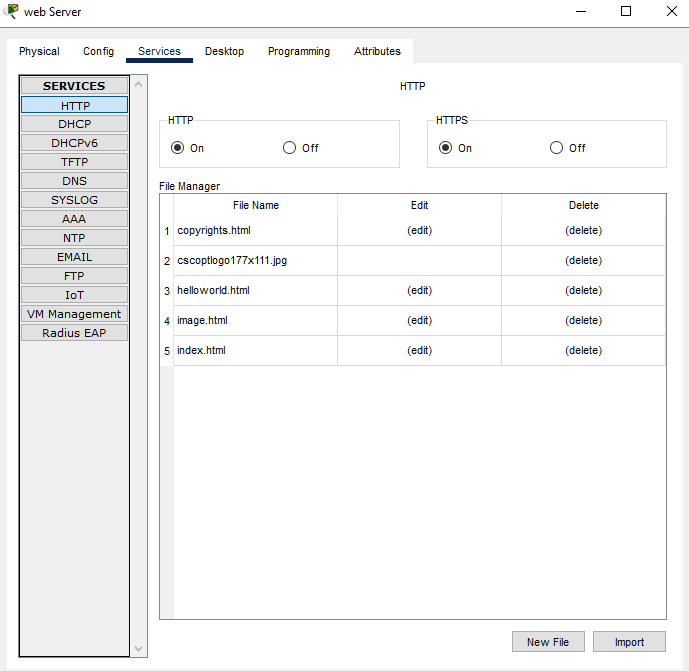 web Server
Physical Config Services Desktop Programming Attributes
SERVICES
HTTP
DHCP
DHCPv6
TFTP
DNS
SYSLOG
AAA
NTP
EMAIL
FTP
IoT
VM Management
Radius EAP
HTTP
HTTP
On Off
HTTPS
On Off
File Manager
File Name Edit Delete
1 copyrights.html (edit) (delete)
2 cscoptlogo177x111.jpg (delete)
3 helloworld.html (edit) (delete)
4 image.html (edit) (delete)
5 index.html (edit) (delete)
New File Import